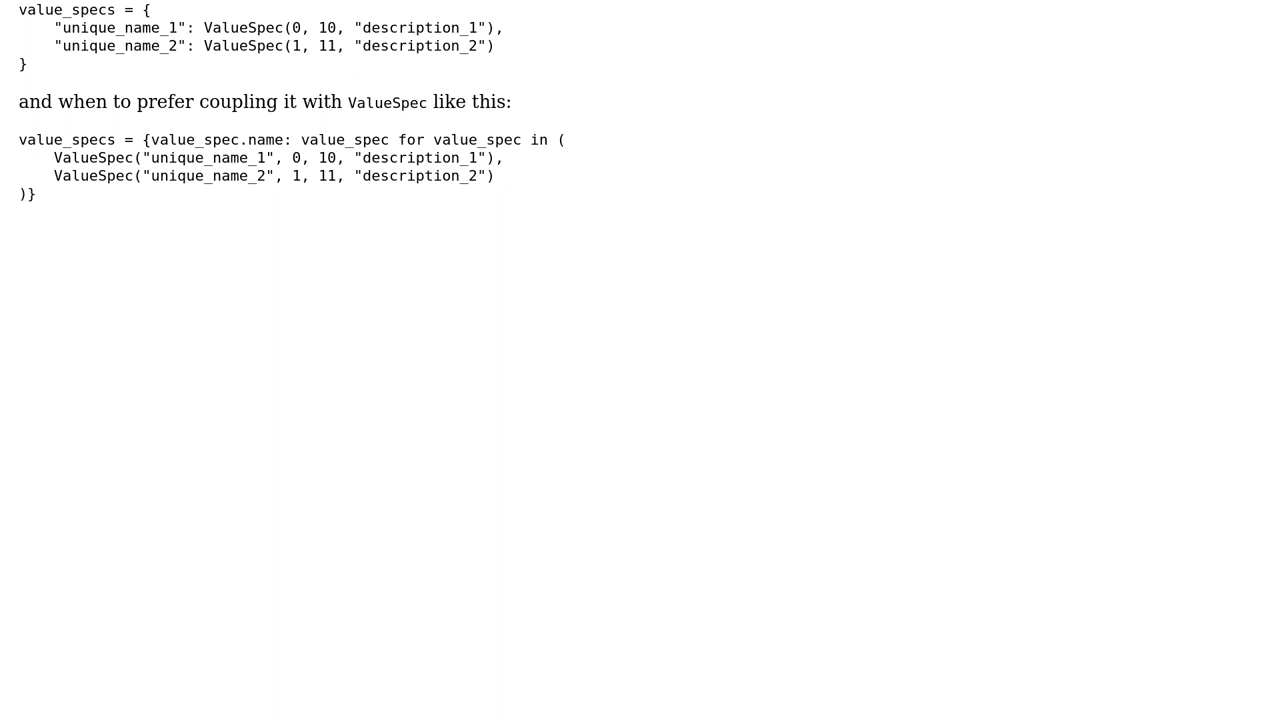 value_specs = {
    "unique_name_1": ValueSpec(0, 10, "description_1"),
    "unique_name_2": ValueSpec(1, 11, "description_2")
}
and when to prefer coupling it with ValueSpec like this:
value_specs = {value_spec.name: value_spec for value_spec in (
    ValueSpec("unique_name_1", 0, 10, "description_1"),
    ValueSpec("unique_name_2", 1, 11, "description_2")
)}